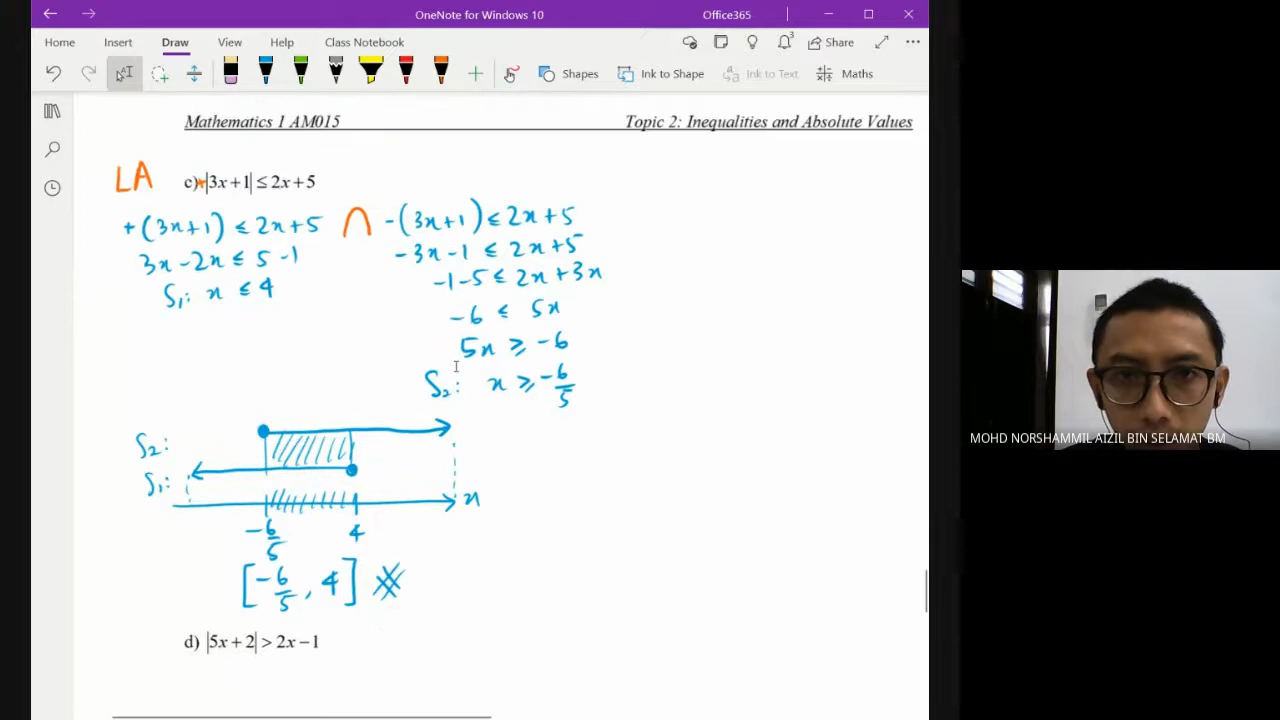 OneNote for Windows 10
Office365
Home Insert Draw View Help Class Notebook
3
Share
Shapes
Ink to Shape
Ink to Text
Maths
Mathematics 1 AM015
Topic 2: Inequalities and Absolute Values
LA
c) |3x+1| ≤ 2x+5
+(3x+1) ≤ 2x+5 ∩ -(3x+1) ≤ 2x+5
3x-2x ≤ 5-1
-3x-1 ≤ 2x+5
S₁: x ≤ 4
-1-5 ≤ 2x+3x
-6 ≤ 5x
5x ≥ -6
S₂: x ≥ -6/5
S₂:
S₁:
x
-6/5 4
[-6/5, 4]
d) |5x+2| > 2x-1
MOHD NORSHAMMIL AIZIL BIN SELAMAT BM